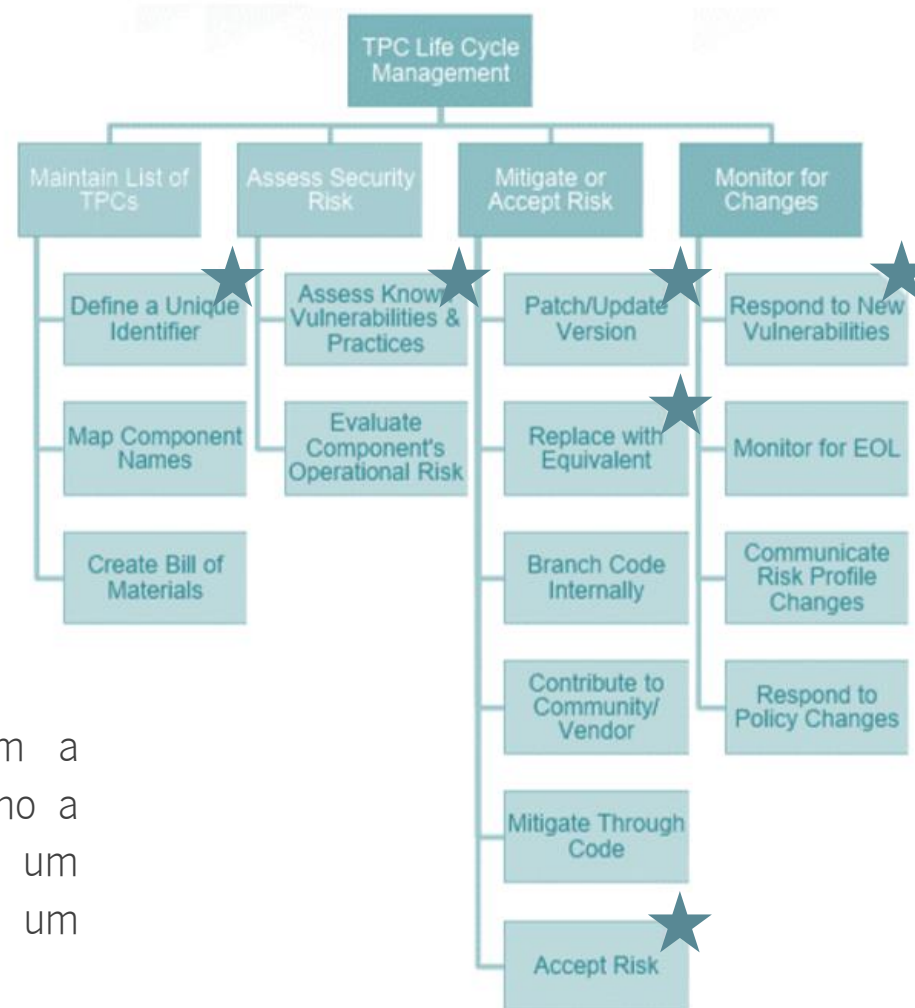 TPC Life Cycle
Management
Maintain List of
TPCs
Define a Unique
Identifier
Map Component
Names
Create Bill of
Materials
Assess Security
Risk
Assess Known
Vulnerabilities &
Practices
Evaluate
Component's
Operational Risk
Mitigate or
Accept Risk
Patch/Update
Version
Replace with
Equivalent
Branch Code
Internally
Contribute to
Community/
Vendor
Mitigate Through
Code
Accept Risk
Monitor for
Changes
Respond to New
Vulnerabilities
Monitor for EOL
Communicate
Risk Profile
Changes
Respond to
Policy Changes
a
a
um
um